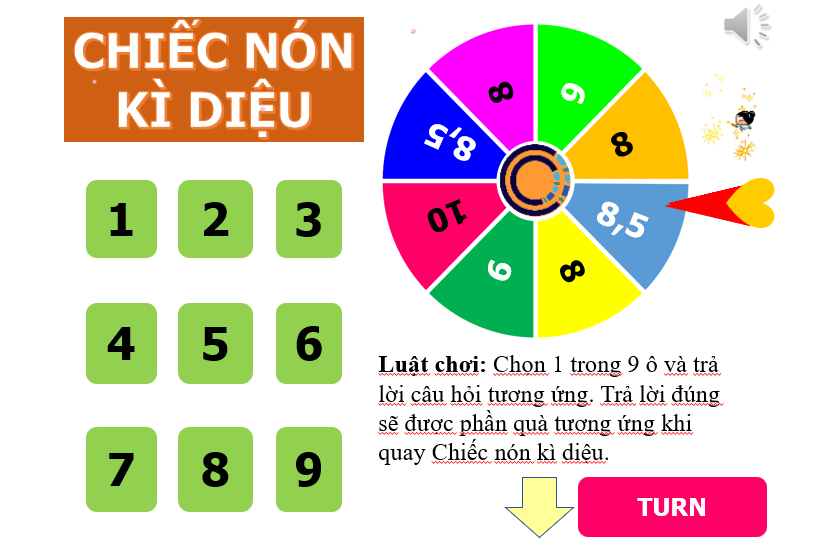 CHIẾC NÓN
KÌ DIỆU
1 2 3
4 5 6
7 8 9
8
9
8
8,5
8
9
10
8,5
Luật chơi: Chọn 1 trong 9 ô và trả
lời câu hỏi tương ứng. Trả lời đúng
sẽ được phần quà tương ứng khi
quay Chiếc nón kì diệu.
TURN